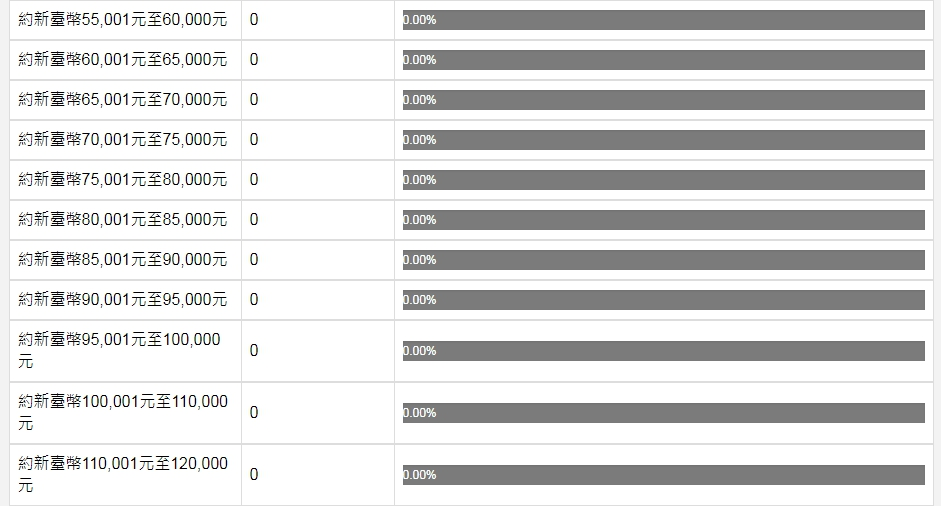 約新臺幣55,001元至60,000元 0 0.00%
約新臺幣60,001元至65,000元 0 0.00%
約新臺幣65,001元至70,000元 0 0.00%
約新臺幣70,001元至75,000元 0 0.00%
約新臺幣75,001元至80,000元 0 0.00%
約新臺幣80,001元至85,000元 0 0.00%
約新臺幣85,001元至90,000元 0 0.00%
約新臺幣90,001元至95,000元 0 0.00%
約新臺幣95,001元至100,000
元 0 0.00%
約新臺幣100,001元至110,000
元 0 0.00%
約新臺幣110,001元至120,000
元 0 0.00%